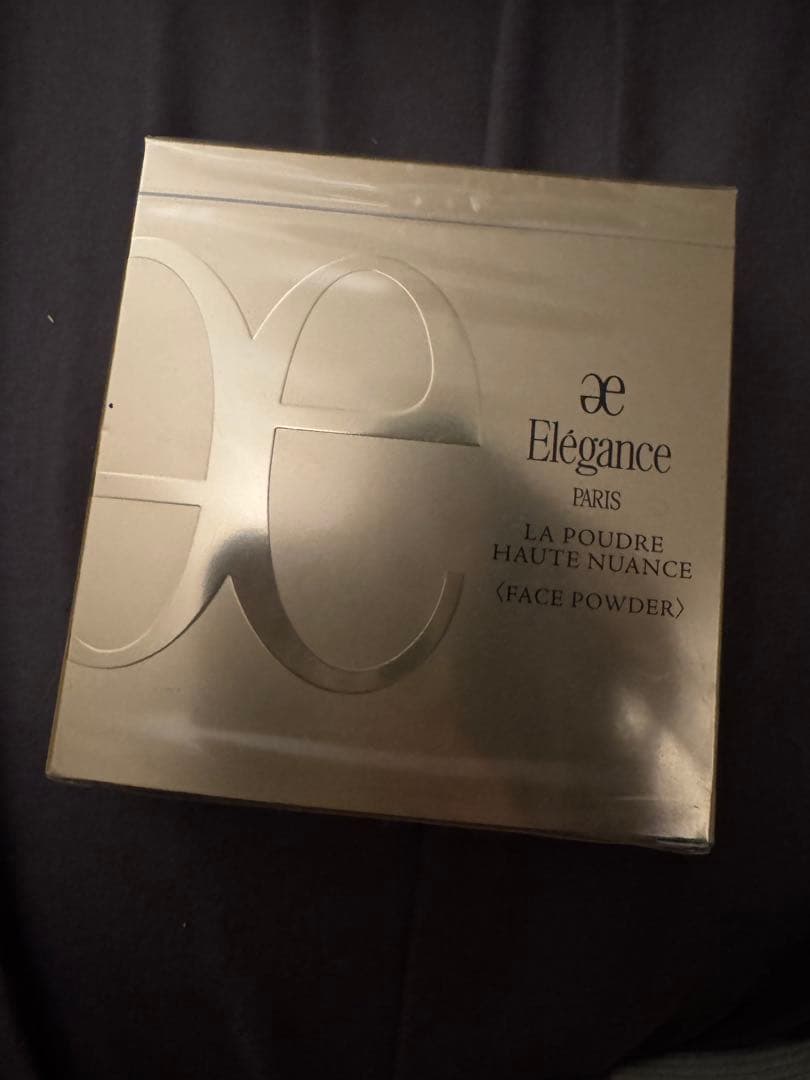 æ
Elégance
PARIS
LA POUDRE
HAUTE NUANCE
〈FACE POWDER〉